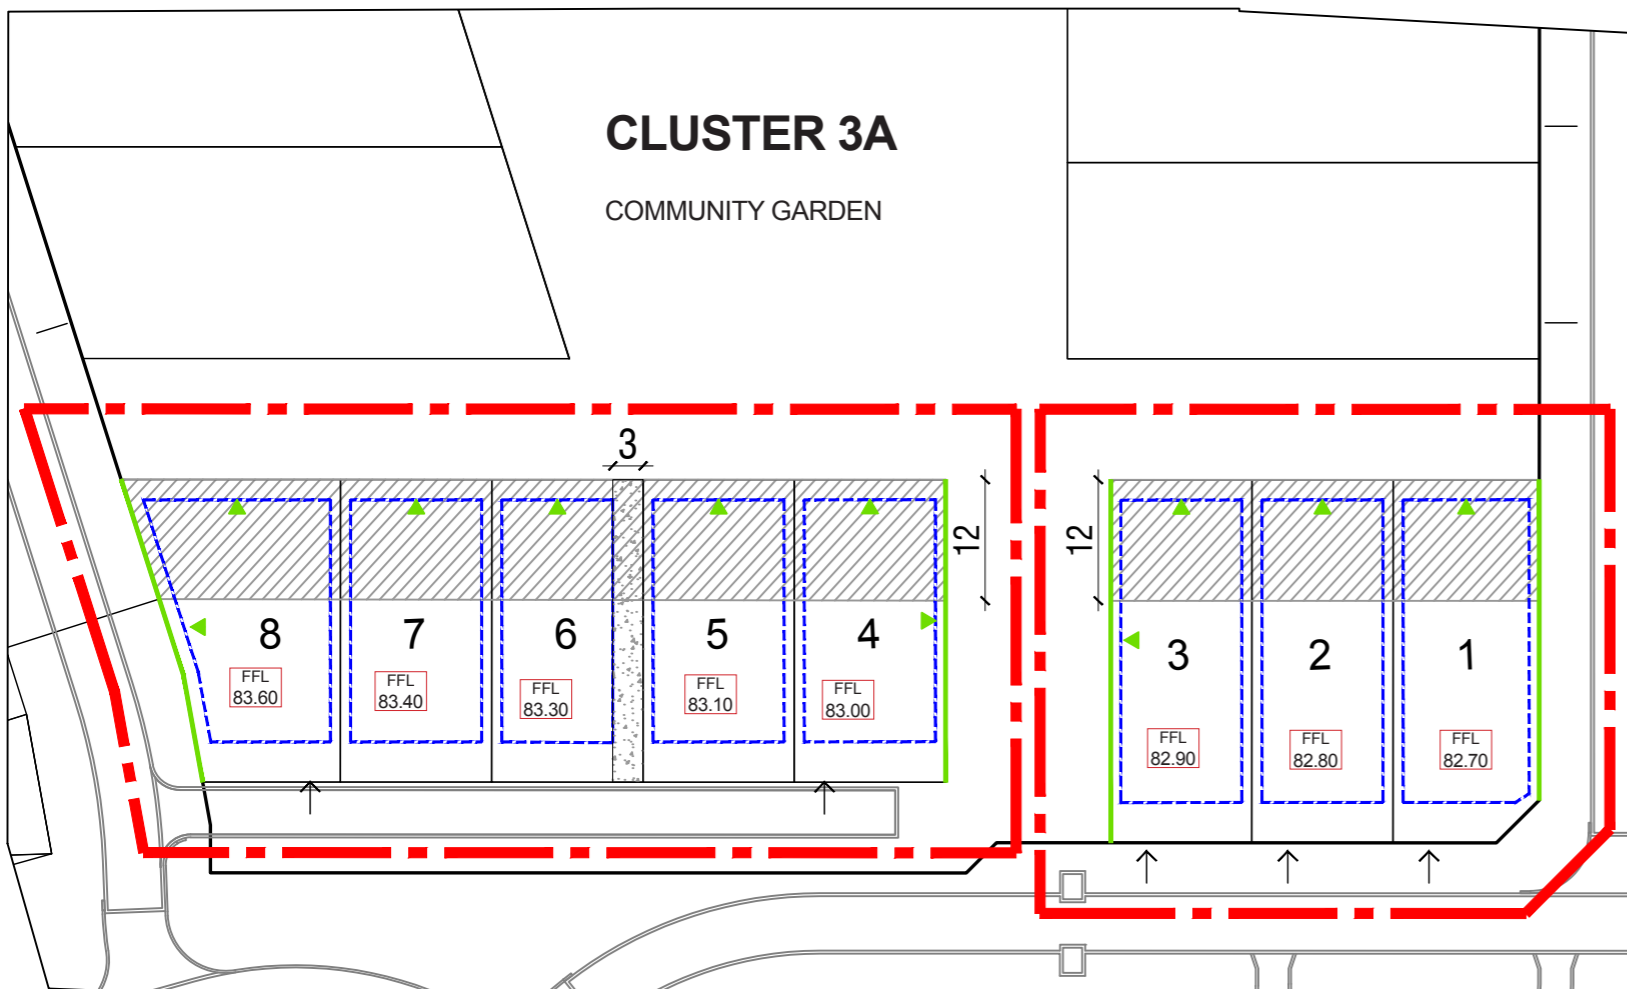 CLUSTER 3A
COMMUNITY GARDEN
3
12
12
8
7
6
5
4
3
2
1
FFL
83.60
FFL
83.40
FFL
83.30
FFL
83.10
FFL
83.00
FFL
82.90
FFL
82.80
FFL
82.70